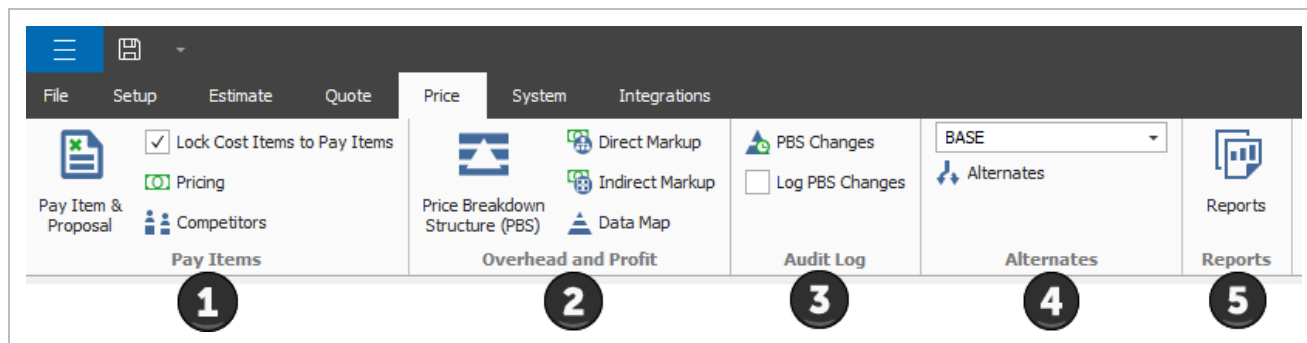 File Setup Estimate Quote Price System Integrations
Pay Item &
Proposal
Lock Cost Items to Pay Items
Pricing
Competitors
Pay Items
Price Breakdown
Structure (PBS)
Direct Markup
Indirect Markup
Data Map
Overhead and Profit
PBS Changes
Log PBS Changes
Audit Log
BASE
Alternates
Alternates
Reports
Reports
1 2 3 4 5